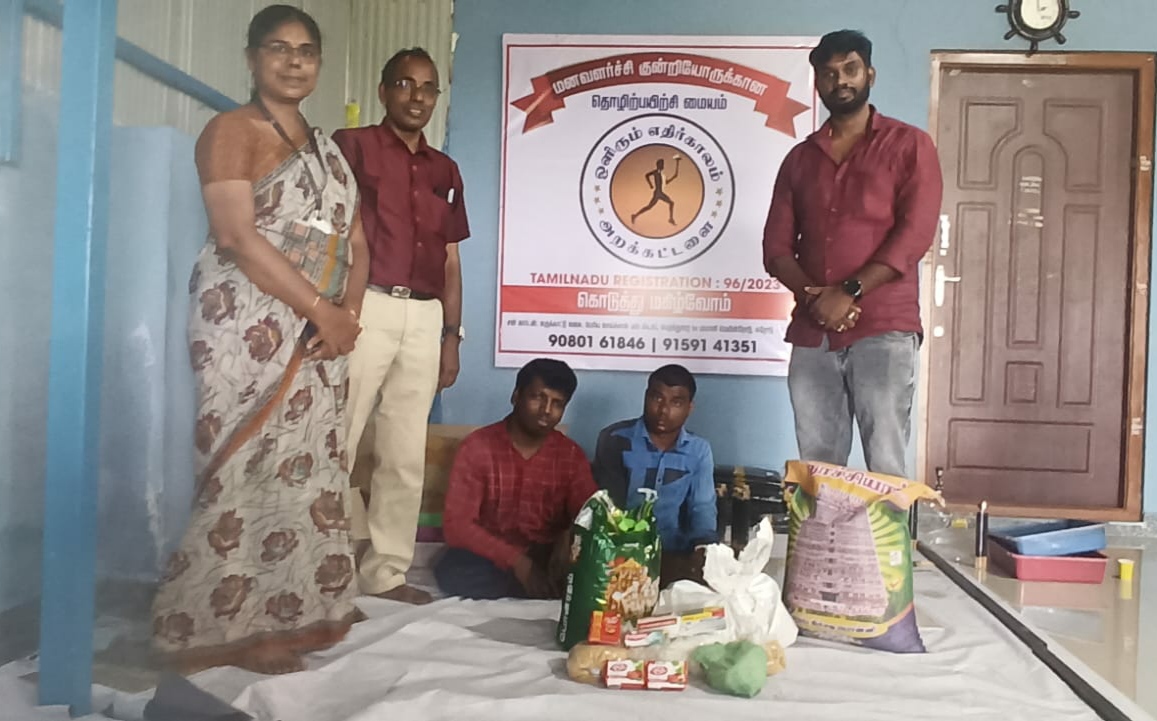 மனவளர்ச்சி குன்றியோருக்கான
தொழிற்பயிற்சி மையம்
ஒளிரும் எதிர்காலம்
அறக்கட்டளை
TAMILNADU REGISTRATION : 96/2023
கொடுத்து மகிழ்வோம்
90801 61846 | 91591 41351